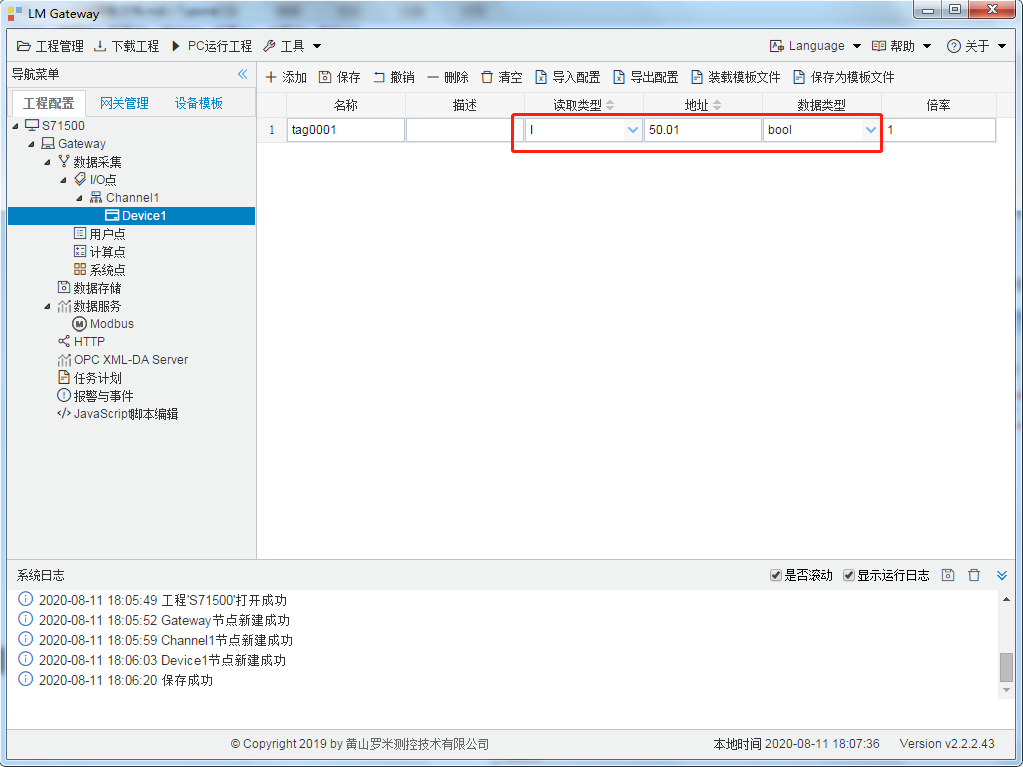 LM Gateway
工程管理 下载工程 PC运行工程 工具 Language 帮助 关于
导航菜单
添加 保存 撤销 删除 清空 导入配置 导出配置 装载模板文件 保存为模板文件
工程配置 网关管理 设备模板
名称 描述 读取类型 地址 数据类型 倍率
1 tag0001 I 50.01 bool 1
S71500
Gateway
数据采集
I/O点
Channel1
Device1
用户点
计算点
系统点
数据存储
数据服务
Modbus
HTTP
OPC XML-DA Server
任务计划
报警与事件
</> JavaScript脚本编辑
系统日志 是否滚动 显示运行日志
2020-08-11 18:05:49 工程'S71500'打开成功
2020-08-11 18:05:52 Gateway节点新建成功
2020-08-11 18:05:59 Channel1节点新建成功
2020-08-11 18:06:03 Device1节点新建成功
2020-08-11 18:06:20 保存成功
© Copyright 2019 by 黄山罗米测控技术有限公司 本地时间 2020-08-11 18:07:36 Version v2.2.2.43